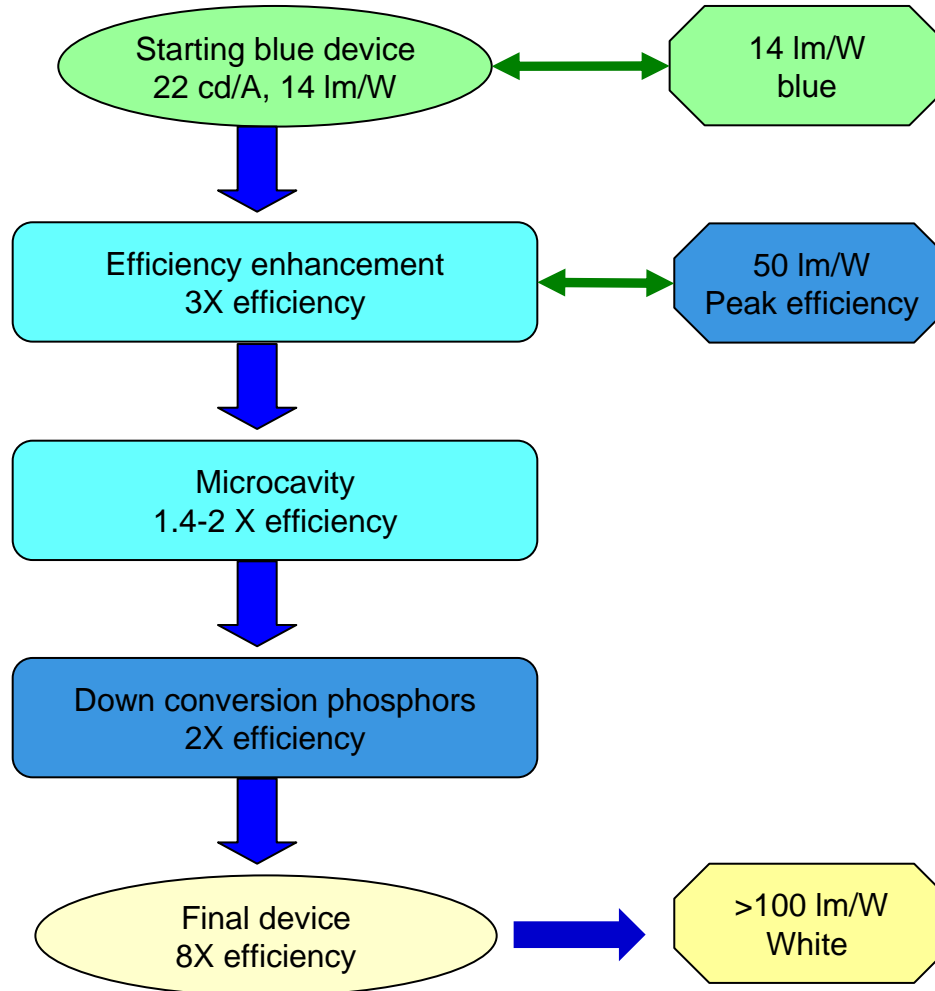 Starting blue device
22 cd/A, 14 lm/W
14 lm/W
blue
Efficiency enhancement
3X efficiency
50 lm/W
Peak efficiency
Microcavity
1.4-2 X efficiency
Down conversion phosphors
2X efficiency
Final device
8X efficiency
>100 lm/W
White